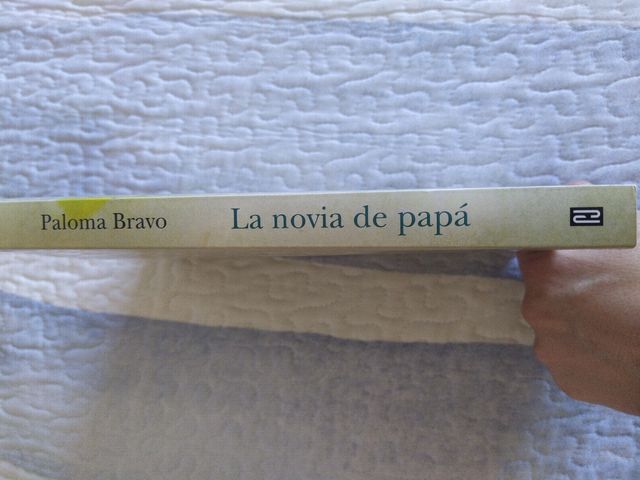 Paloma Bravo La novia de papá